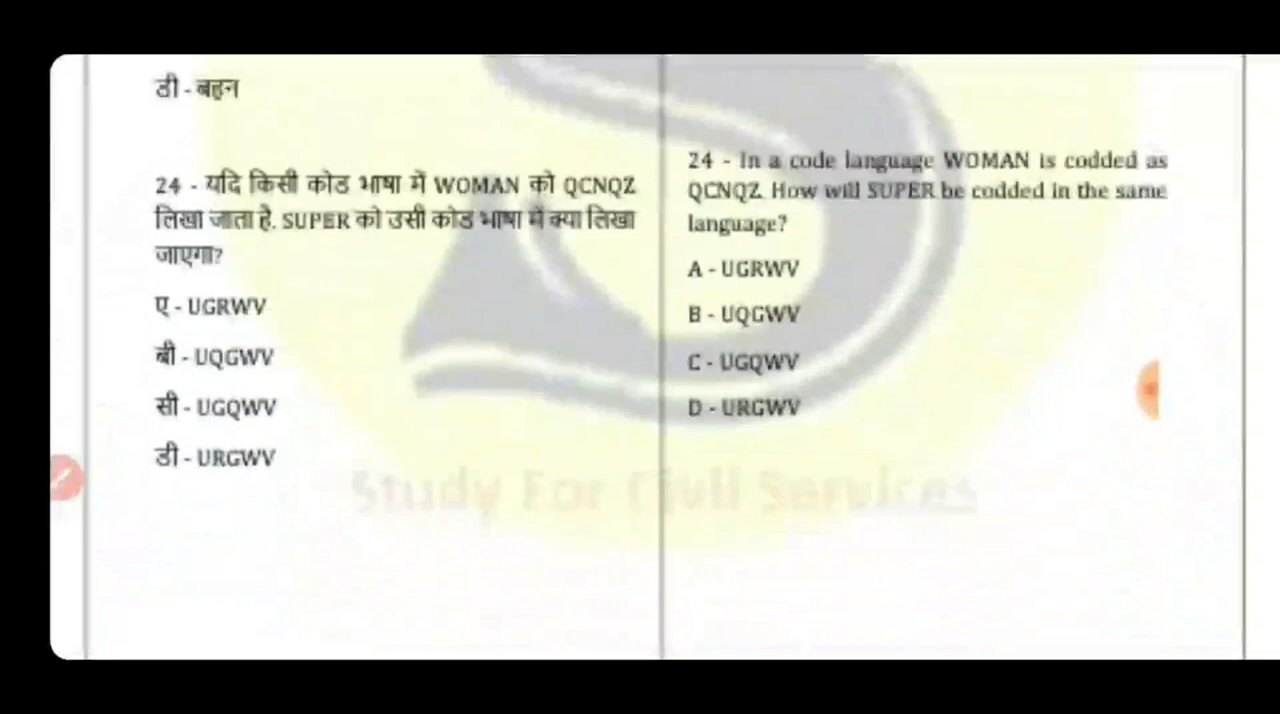 डी - बहन
24 - यदि किसी कोड भाषा में WOMAN को QCNQZ
लिखा जाता है. SUPER को उसी कोड भाषा में क्या लिखा
जाएगा?
ए - UGRWV
बी - UQGWV
सी - UGQWV
डी - URGWV
24 - In a code language WOMAN is codded as
QCNQZ. How will SUPER be codded in the same
language?
A - UGRWV
B - UQGWV
C - UGQWV
D - URGWV
Study For Civil Services